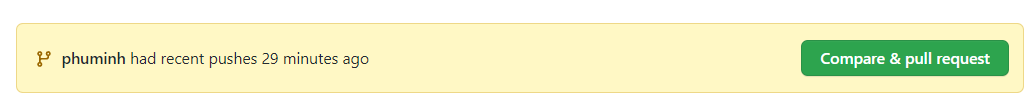 phuminh had recent pushes 29 minutes ago
Compare & pull request